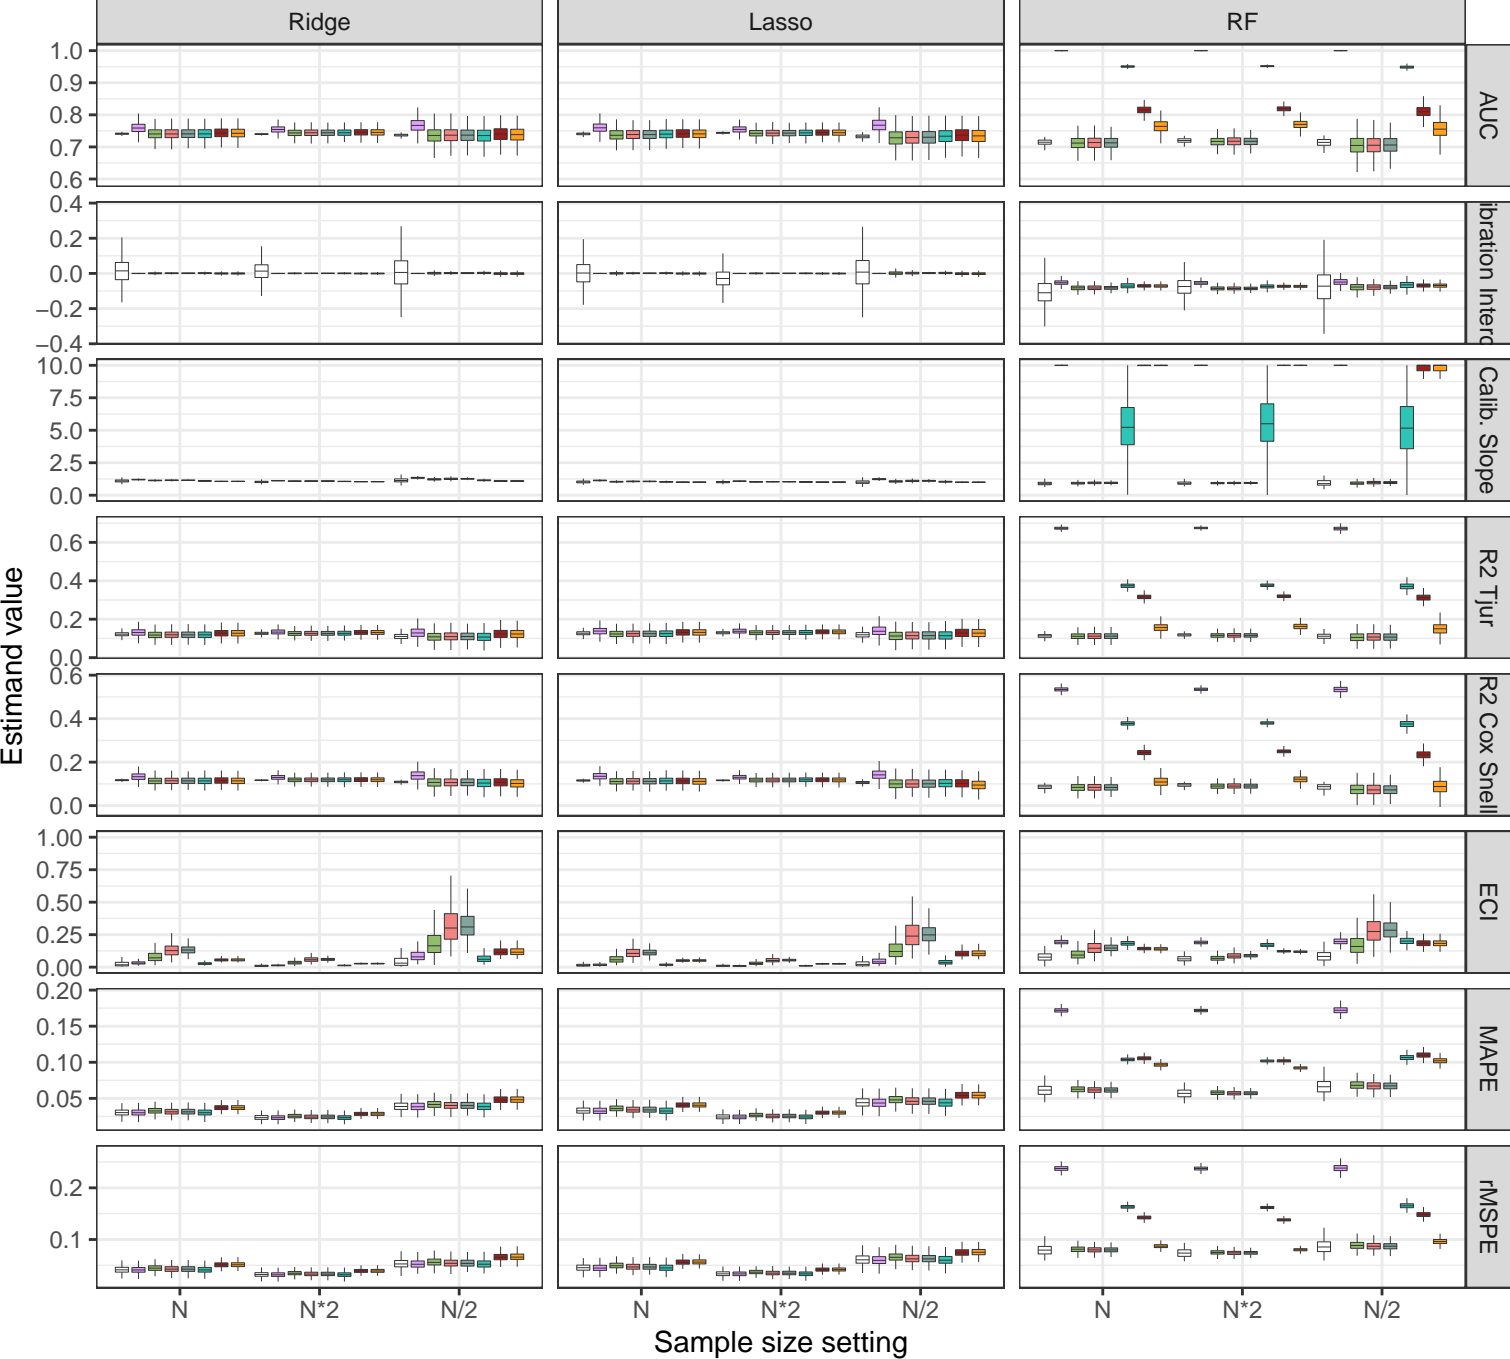 Ridge Lasso RF
1.0
0.9
0.8
0.7
0.6
AUC
0.4
0.2
0.0
−0.2
−0.4
ibration Interc
10.0
7.5
5.0
2.5
0.0
Calib. Slope
0.6
0.4
0.2
0.0
R2 Tjur
0.6
0.4
0.2
0.0
R2 Cox Snell
1.00
0.75
0.50
0.25
0.00
ECI
0.20
0.15
0.10
0.05
MAPE
0.2
0.1
rMSPE
Estimand value
N N*2 N/2 N N*2 N/2 N N*2 N/2
Sample size setting